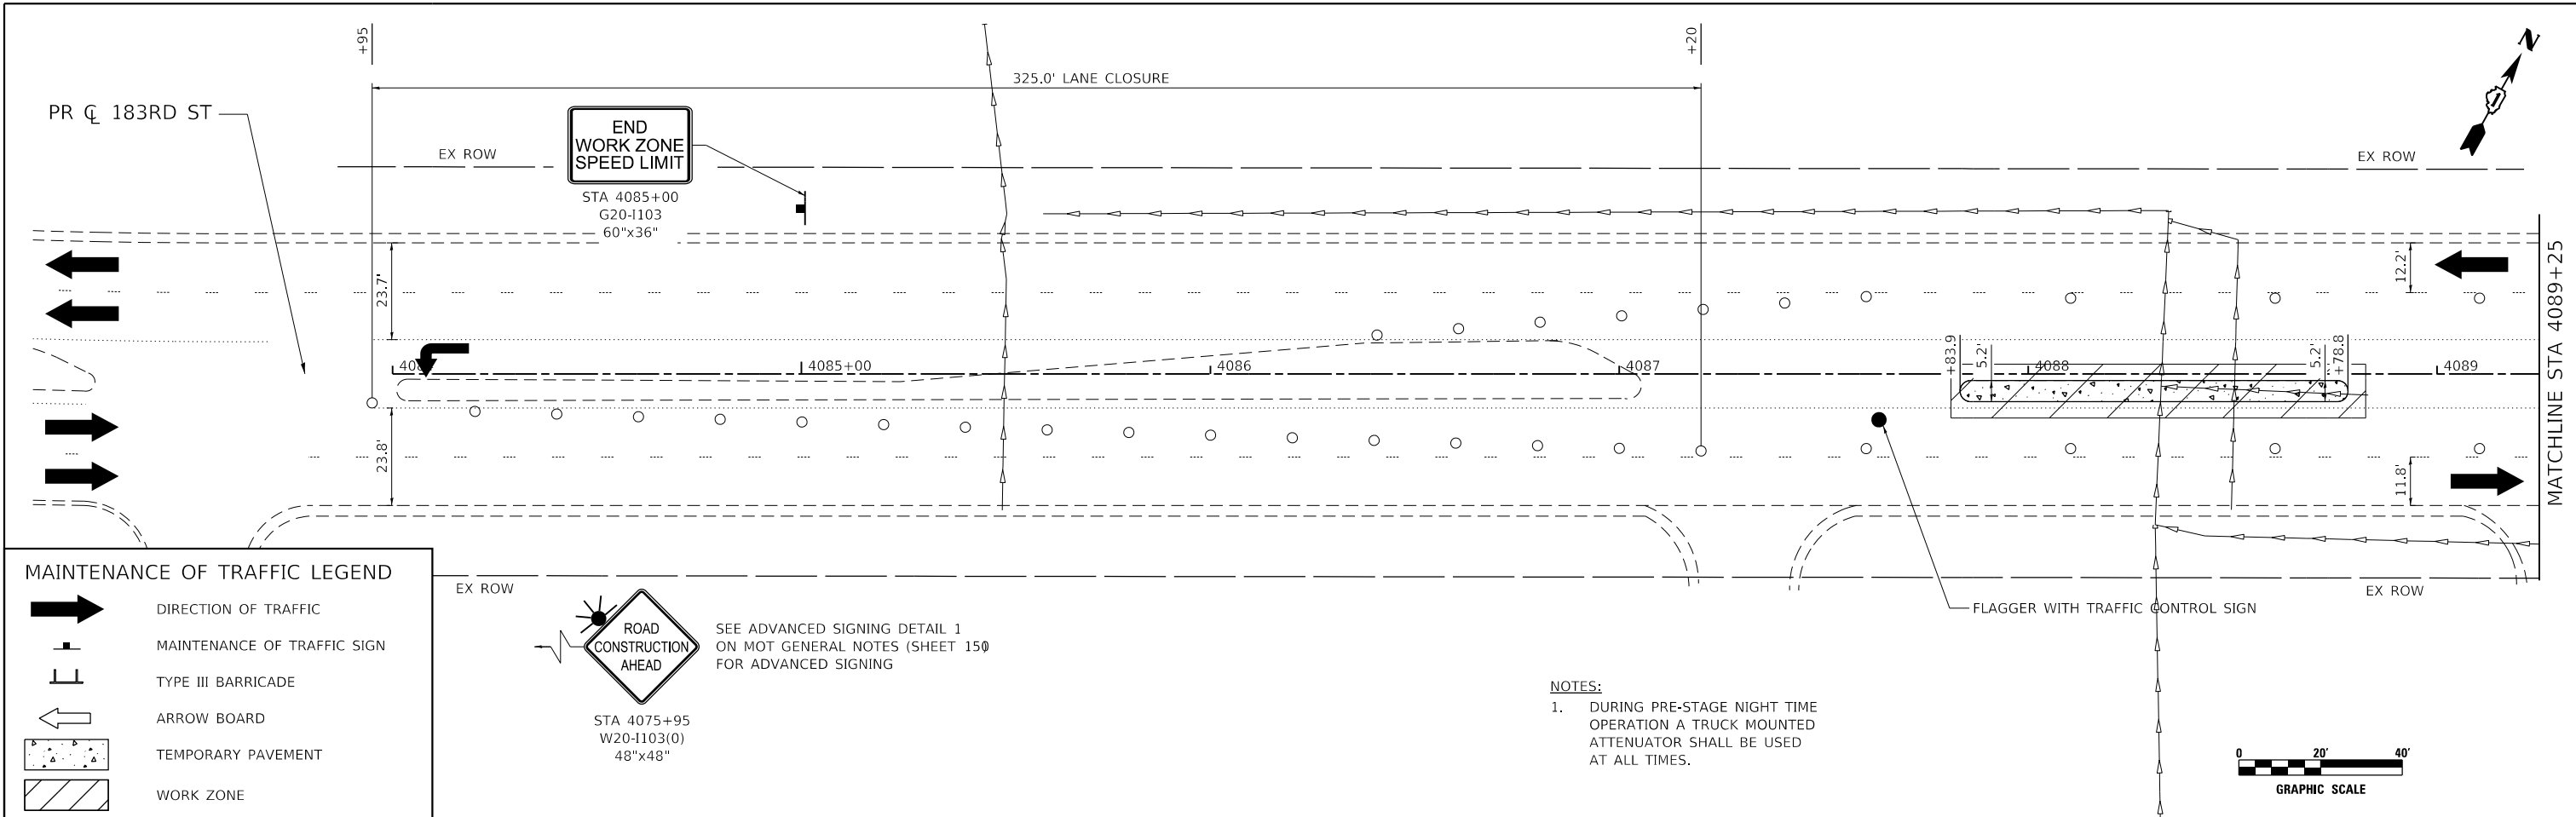 +95
+20
N
325.0' LANE CLOSURE
PR ℄ 183RD ST
EX ROW
END
WORK ZONE
SPEED LIMIT
STA 4085+00
G20-I103
60"x36"
EX ROW
23.7'
12.2'
MATCHLINE STA 4089+25
4085+00
4086
4087
+83.9
5.2'
4088
5.2'
+78.8
4089
23.8'
11.8'
EX ROW
EX ROW
FLAGGER WITH TRAFFIC CONTROL SIGN
MAINTENANCE OF TRAFFIC LEGEND
DIRECTION OF TRAFFIC
MAINTENANCE OF TRAFFIC SIGN
TYPE III BARRICADE
ARROW BOARD
TEMPORARY PAVEMENT
WORK ZONE
ROAD
CONSTRUCTION
AHEAD
STA 4075+95
W20-I103(0)
48"x48"
SEE ADVANCED SIGNING DETAIL 1
ON MOT GENERAL NOTES (SHEET 150)
FOR ADVANCED SIGNING
NOTES:
1. DURING PRE-STAGE NIGHT TIME
OPERATION A TRUCK MOUNTED
ATTENUATOR SHALL BE USED
AT ALL TIMES.
0 20' 40'
GRAPHIC SCALE